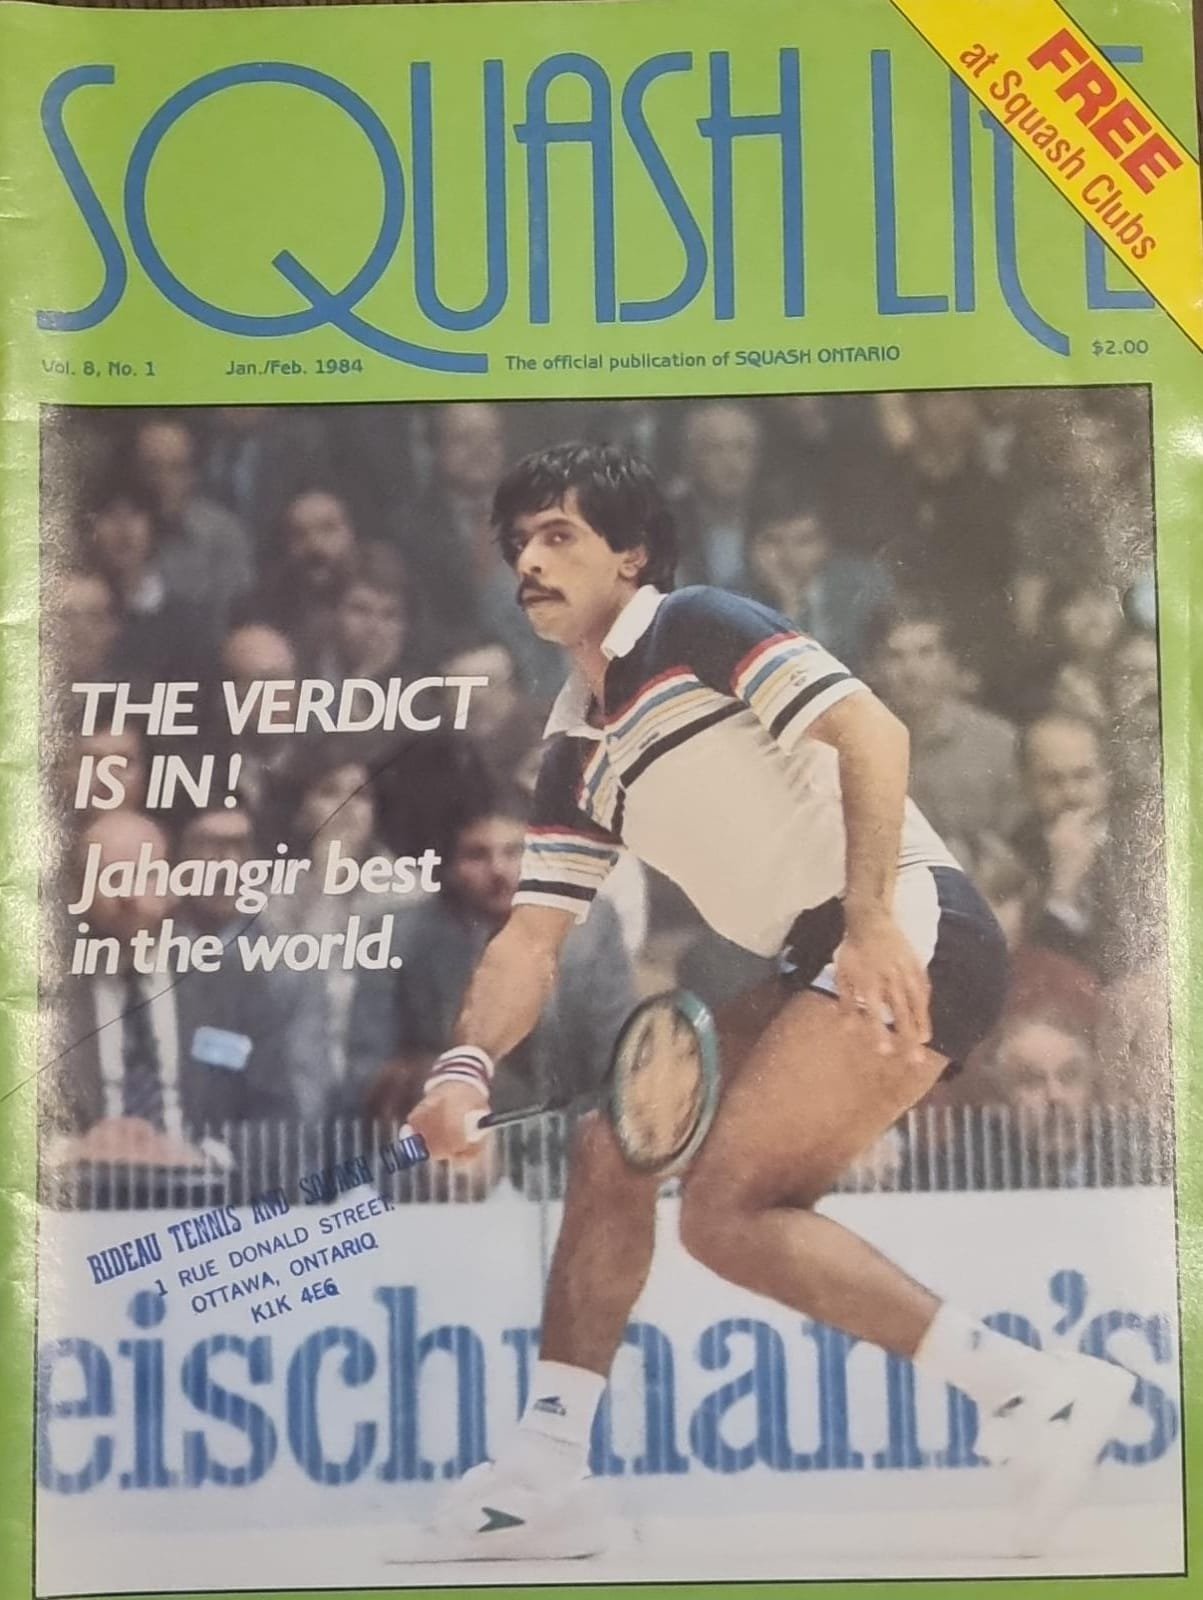 SQUASH LIFE
FREE
at Squash Clubs
Vol. 8, No. 1 Jan./Feb. 1984 The official publication of SQUASH ONTARIO $2.00
THE VERDICT
IS IN!
Jahangir best
in the world.
RIDEAU TENNIS AND SQUASH CLUB
1 RUE DONALD STREET.
OTTAWA, ONTARIO
K1K 4E6
eischmann's